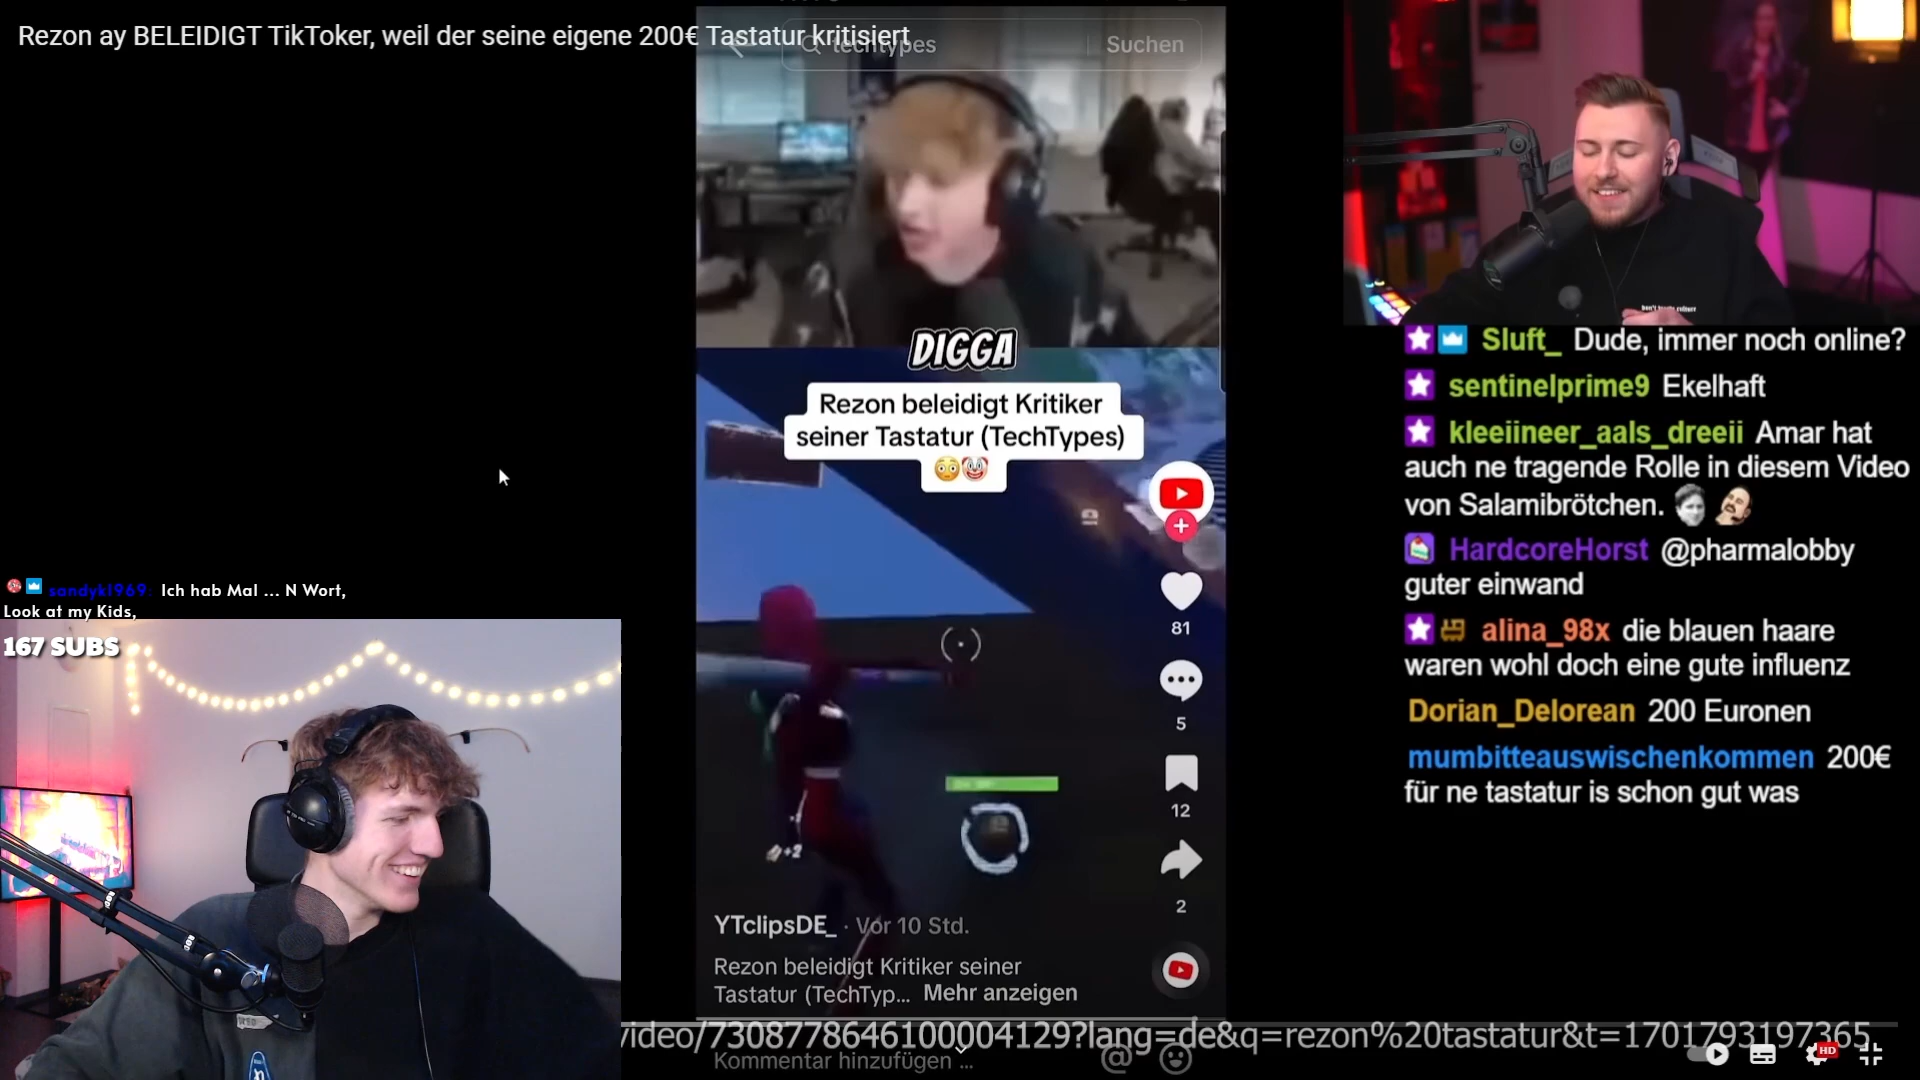 Rezon ay BELEIDIGT TikToker, weil der seine eigene 200€ Tastatur kritisiert
techtypes
Suchen
DIGGA
Rezon beleidigt Kritiker
seiner Tastatur (TechTypes)
81
5
12
2
+2
YTclipsDE_ · Vor 10 Std.
Rezon beleidigt Kritiker seiner
Tastatur (TechTyp... Mehr anzeigen
Kommentar hinzufügen ...
video/7308778646100004129?lang=de&q=rezon%20tastatur&t=1701793197365
HD
sandykl969: Ich hab Mal ... N Wort,
Look at my Kids,
167 SUBS
Sluft_ Dude, immer noch online?
sentinelprime9 Ekelhaft
kleeiineer_aals_dreeii Amar hat
auch ne tragende Rolle in diesem Video
von Salamibrötchen.
HardcoreHorst @pharmalobby
guter einwand
alina_98x die blauen haare
waren wohl doch eine gute influenz
Dorian_Delorean 200 Euronen
mumbitteauswischenkommen 200€
für ne tastatur is schon gut was